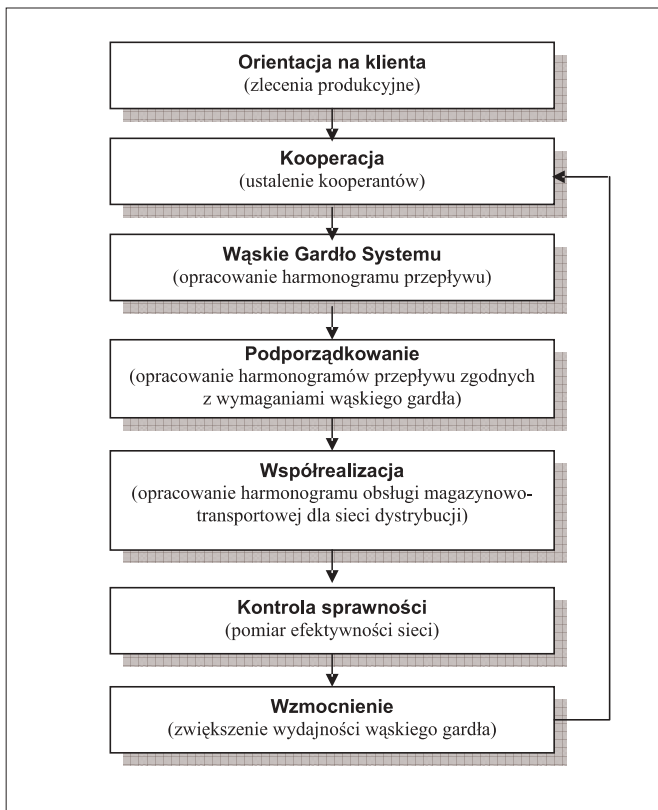 Orientacja na klienta
(zlecenia produkcyjne)
Kooperacja
(ustalenie kooperantów)
Wąskie Gardło Systemu
(opracowanie harmonogramu przepływu)
Podporządkowanie
(opracowanie harmonogramów przepływu zgodnych
z wymaganiami wąskiego gardła)
Współrealizacja
(opracowanie harmonogramu obsługi magazynowo-
transportowej dla sieci dystrybucji)
Kontrola sprawności
(pomiar efektywności sieci)
Wzmocnienie
(zwiększenie wydajności wąskiego gardła)